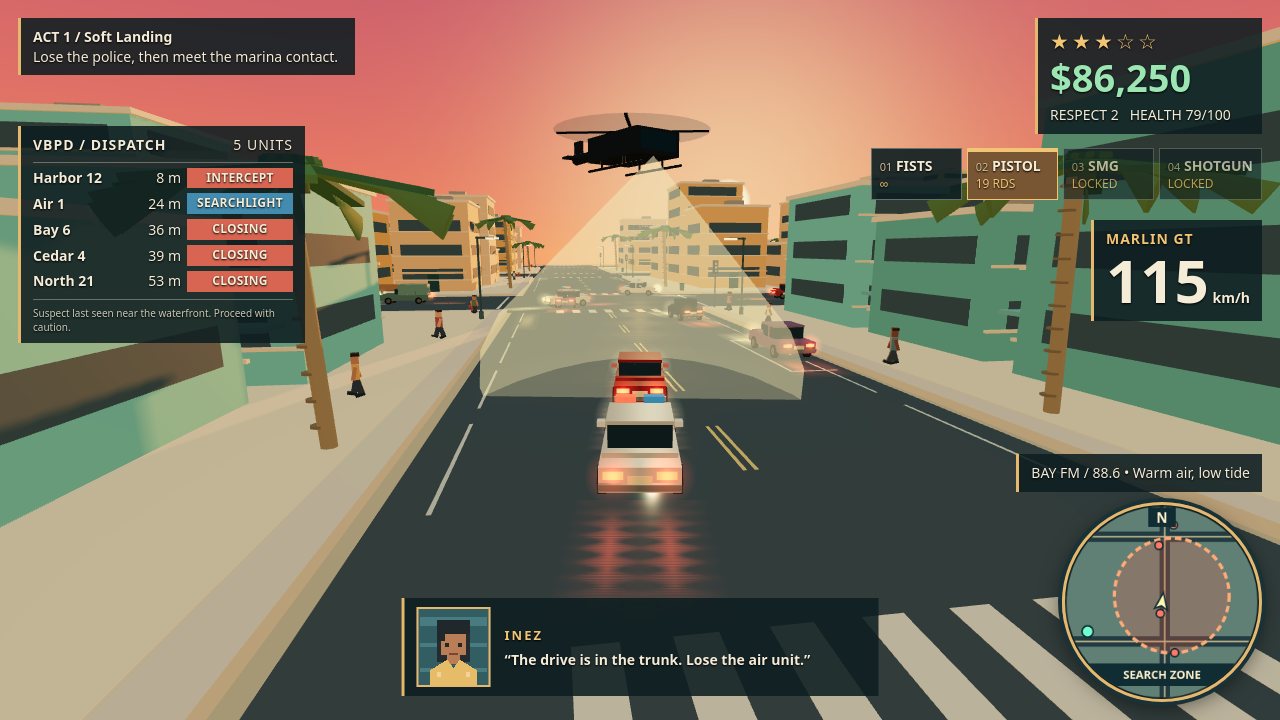 ACT 1 / Soft Landing
Lose the police, then meet the marina contact.
★★★☆☆
$86,250
RESPECT 2 HEALTH 79/100
VBPD / DISPATCH 5 UNITS
Harbor 12 8 m INTERCEPT
Air 1 24 m SEARCHLIGHT
Bay 6 36 m CLOSING
Cedar 4 39 m CLOSING
North 21 53 m CLOSING
Suspect last seen near the waterfront. Proceed with
caution.
01 FISTS
∞
02 PISTOL
19 RDS
03 SMG
LOCKED
04 SHOTGUN
LOCKED
MARLIN GT
115 km/h
BAY FM / 88.6 • Warm air, low tide
N
SEARCH ZONE
INEZ
“The drive is in the trunk. Lose the air unit.”